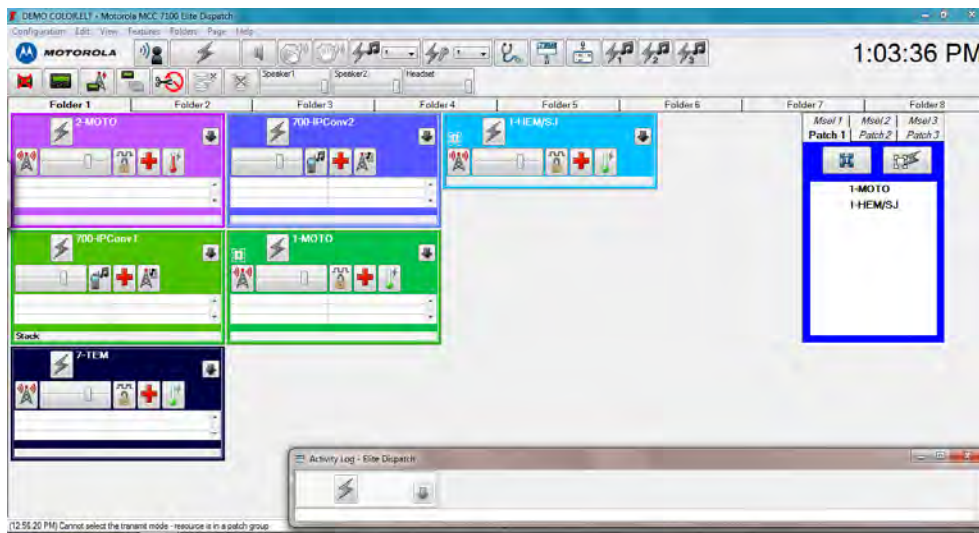 DEMO COLOR.ELT - Motorola MCC 7100 Elite Dispatch
Configuration Edit View Features Folders Page Help
MOTOROLA
1:03:36 PM
Speaker1 Speaker2 Headset
Folder 1 Folder 2 Folder 3 Folder 4 Folder 5 Folder 6 Folder 7 Folder 8
2-MOTO
700-IPConv2
1-HEM/SJ
Msel 1 Msel 2 Msel 3
Patch 1 Patch 2 Patch 3
1-MOTO
1-HEM/SJ
700-IPConv1
1-MOTO
Stack
7-TEM
Activity Log - Elite Dispatch
(12:55:20 PM) Cannot select the transmit mode - resource is in a patch group